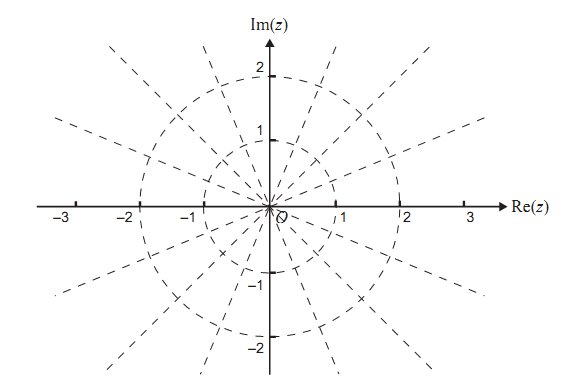 Im(z)
2
1
–3 –2 –1 O 1 2 3 Re(z)
–1
–2